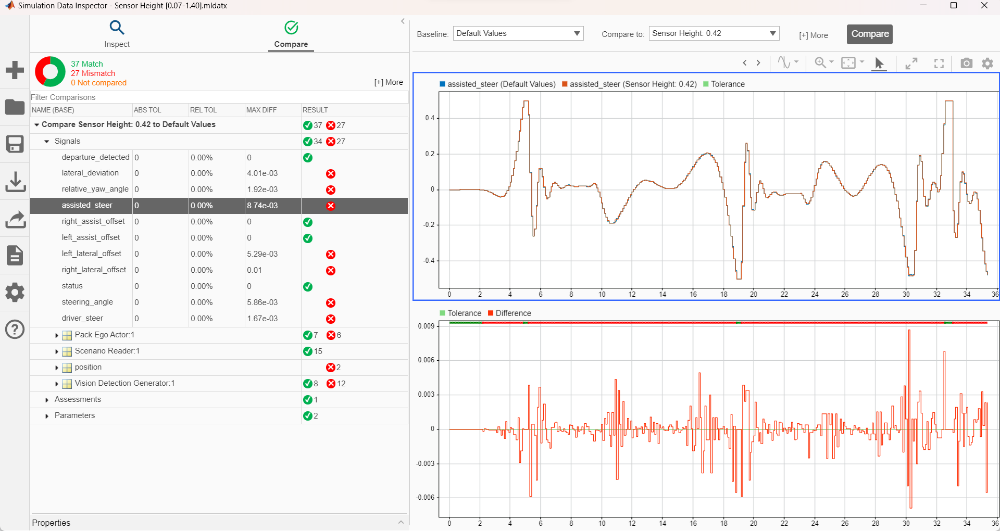 Simulation Data Inspector - Sensor Height [0.07-1.40].mldatx
Inspect
Compare
37 Match
27 Mismatch
0 Not compared
[+] More
Filter Comparisons
NAME (BASE) ABS TOL REL TOL MAX DIFF RESULT
Compare Sensor Height: 0.42 to Default Values 37 27
Signals 34 27
departure_detected 0 0.00% 0
lateral_deviation 0 0.00% 4.01e-03
relative_yaw_angle 0 0.00% 1.92e-03
assisted_steer 0 0.00% 8.74e-03
right_assist_offset 0 0.00% 0
left_assist_offset 0 0.00% 0
left_lateral_offset 0 0.00% 5.29e-03
right_lateral_offset 0 0.00% 0.01
status 0 0.00% 0
steering_angle 0 0.00% 5.86e-03
driver_steer 0 0.00% 1.67e-03
Pack Ego Actor:1 7 6
Scenario Reader:1 15
position 2
Vision Detection Generator:1 8 12
Assessments 1
Parameters 2
Properties
Baseline: Default Values Compare to: Sensor Height: 0.42 [+] More Compare
assisted_steer (Default Values) assisted_steer (Sensor Height: 0.42) Tolerance
0.4
0.2
0
-0.2
-0.4
0 2 4 6 8 10 12 14 16 18 20 22 24 26 28 30 32 34 36
Tolerance Difference
0.009
0.006
0.003
0
-0.003
-0.006
0 2 4 6 8 10 12 14 16 18 20 22 24 26 28 30 32 34 36